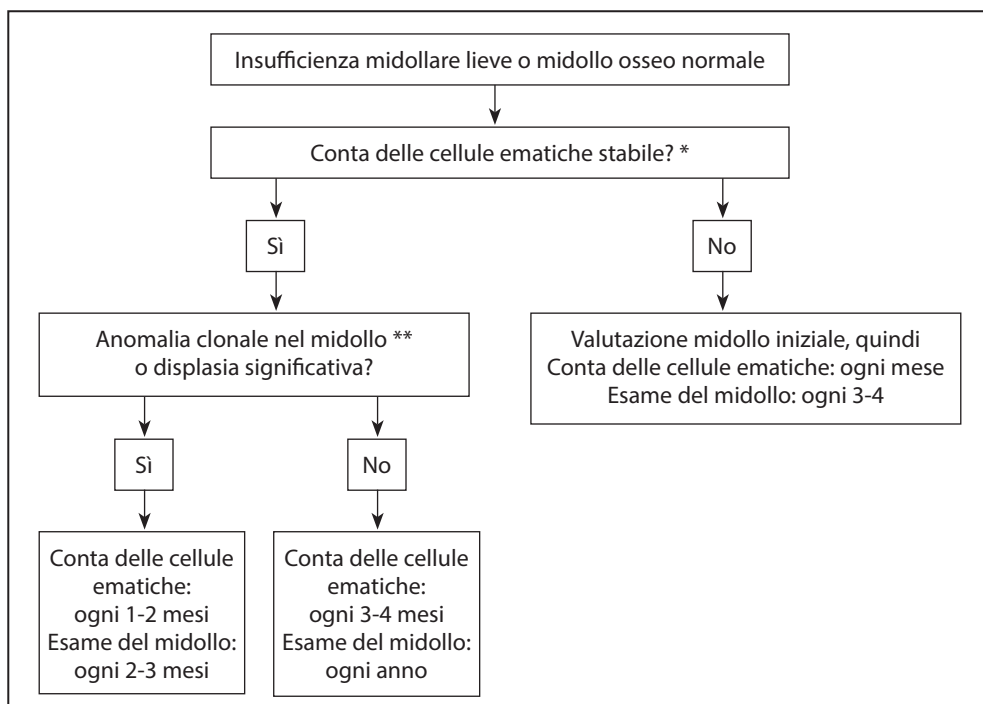 Insufficienza midollare lieve o midollo osseo normale
Conta delle cellule ematiche stabile? *
Sì
No
Anomalia clonale nel midollo **
o displasia significativa?
Valutazione midollo iniziale, quindi
Conta delle cellule ematiche: ogni mese
Esame del midollo: ogni 3-4
Sì
No
Conta delle cellule
ematiche:
ogni 1-2 mesi
Esame del midollo:
ogni 2-3 mesi
Conta delle cellule
ematiche:
ogni 3-4 mesi
Esame del midollo:
ogni anno